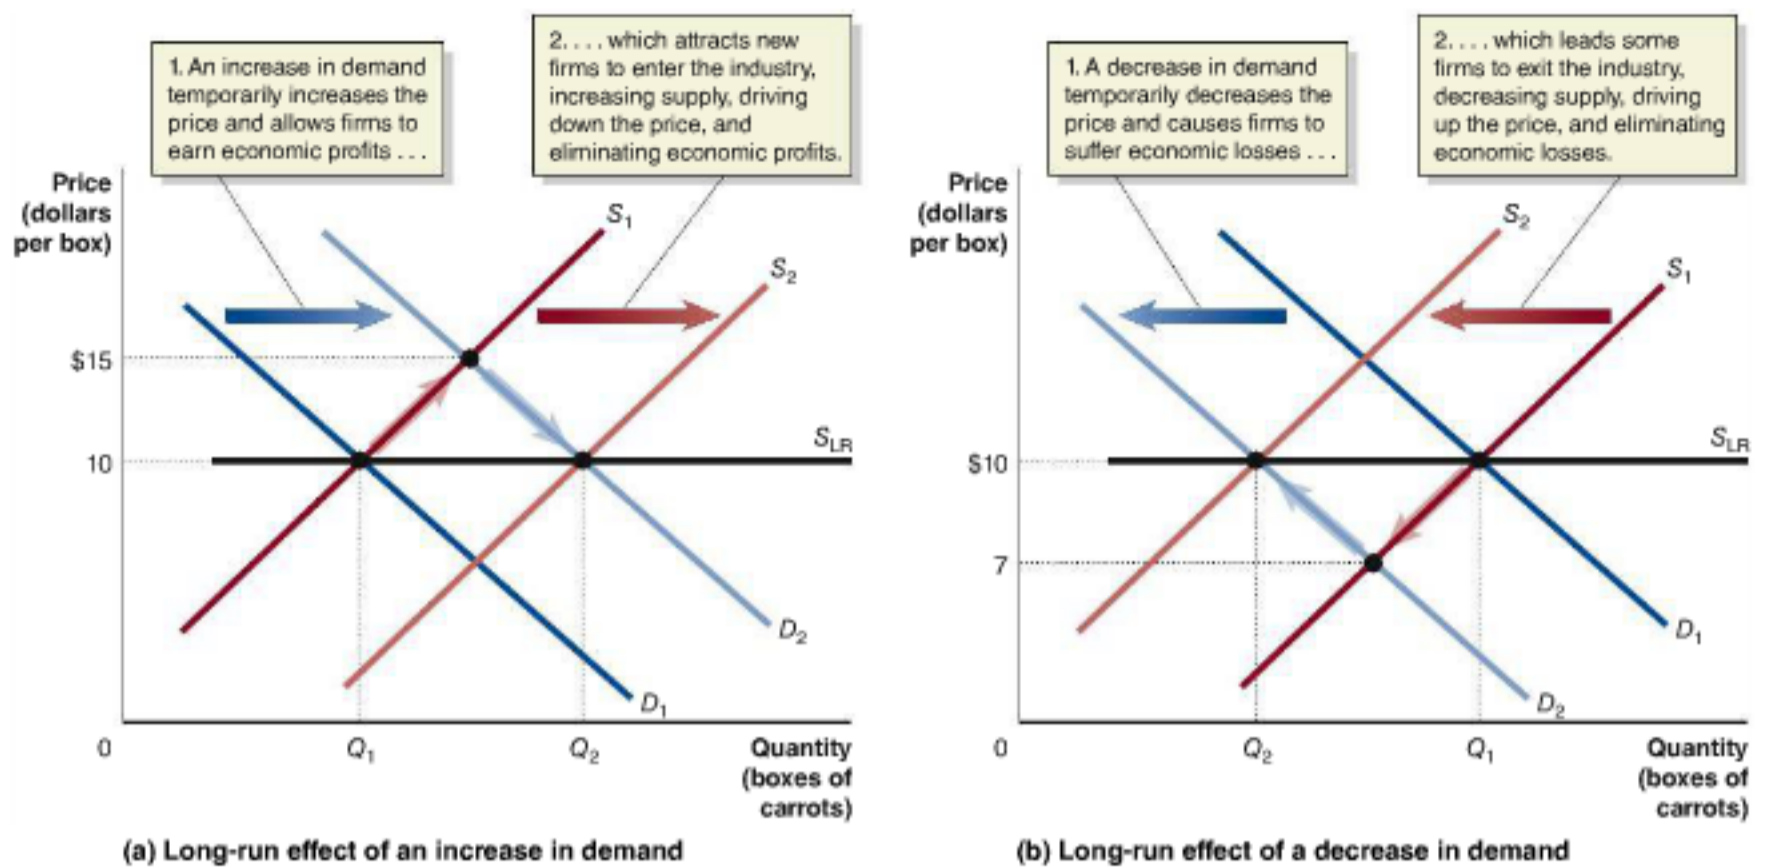 1. An increase in demand
temporarily increases the
price and allows firms to
earn economic profits . . .
2. . . . which attracts new
firms to enter the industry,
increasing supply, driving
down the price, and
eliminating economic profits.
Price
(dollars
per box)
S1
S2
$15
SLR
10
D2
D1
0
Q1
Q2
Quantity
(boxes of
carrots)
(a) Long-run effect of an increase in demand
1. A decrease in demand
temporarily decreases the
price and causes firms to
suffer economic losses . . .
2. . . . which leads some
firms to exit the industry,
decreasing supply, driving
up the price, and eliminating
economic losses.
Price
(dollars
per box)
S2
S1
SLR
$10
7
D1
D2
0
Q2
Q1
Quantity
(boxes of
carrots)
(b) Long-run effect of a decrease in demand